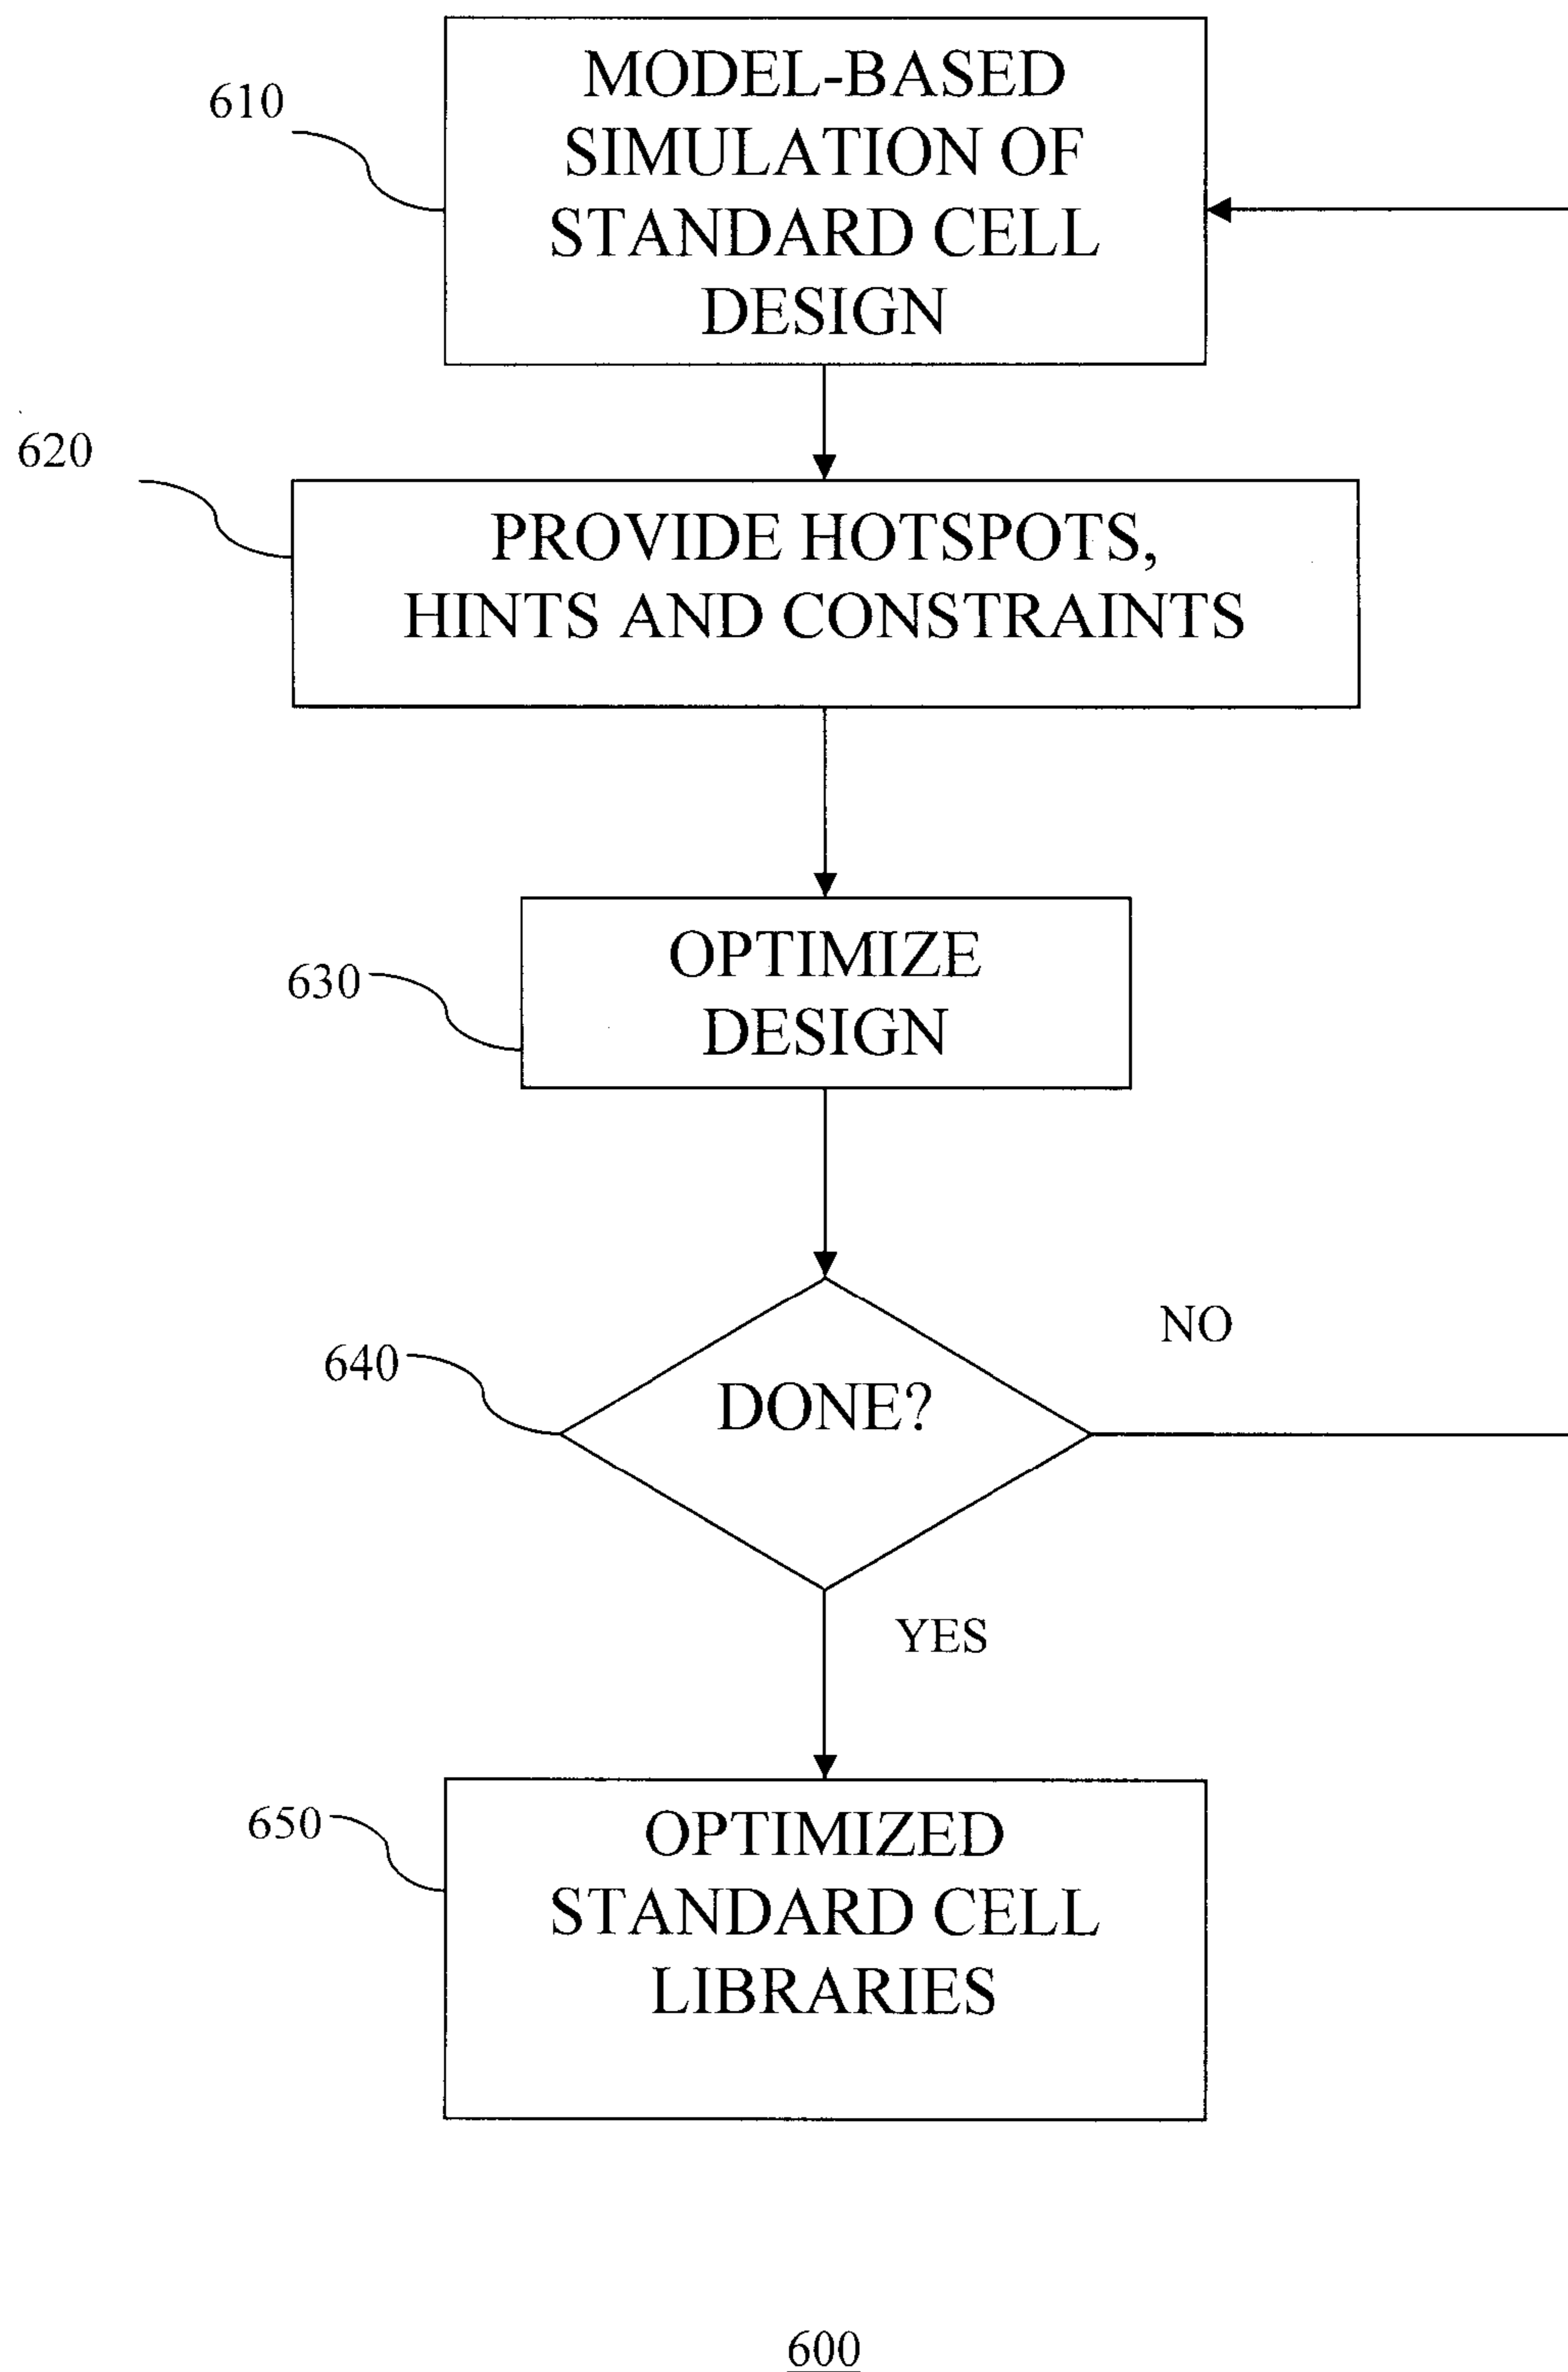 MODEL-BASED
SIMULATION OF
STANDARD CELL
DESIGN
610
620
PROVIDE HOTSPOTS,
HINTS AND CONSTRAINTS
630
OPTIMIZE
DESIGN
640
DONE?
NO
YES
650
OPTIMIZED
STANDARD CELL
LIBRARIES
600